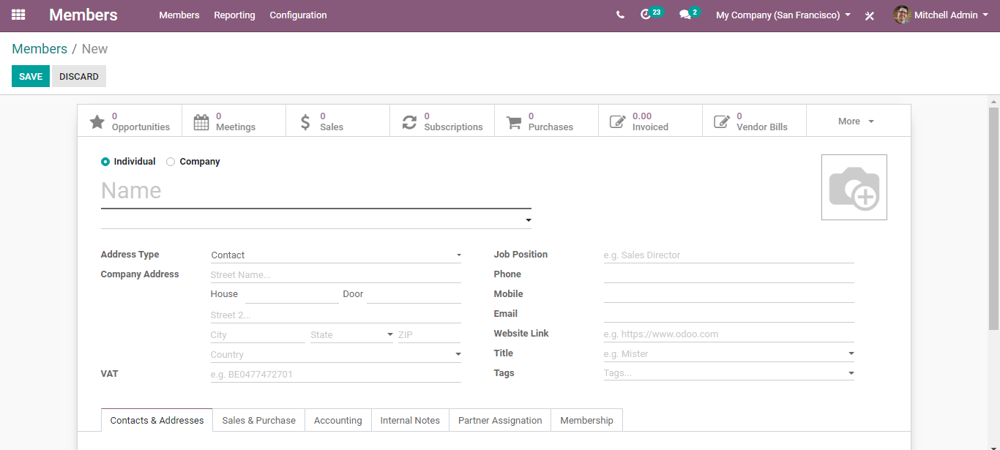 Members Members Reporting Configuration 23 2 My Company (San Francisco) Mitchell Admin
Members / New
SAVE DISCARD
0 Opportunities
0 Meetings
0 Sales
0 Subscriptions
0 Purchases
0.00 Invoiced
0 Vendor Bills
More
Individual Company
Name
Address Type Contact
Company Address Street Name...
House Door
Street 2...
City State ZIP
Country
VAT e.g. BE0477472701
Job Position e.g. Sales Director
Phone
Mobile
Email
Website Link e.g. https://www.odoo.com
Title e.g. Mister
Tags Tags...
Contacts & Addresses Sales & Purchase Accounting Internal Notes Partner Assignation Membership